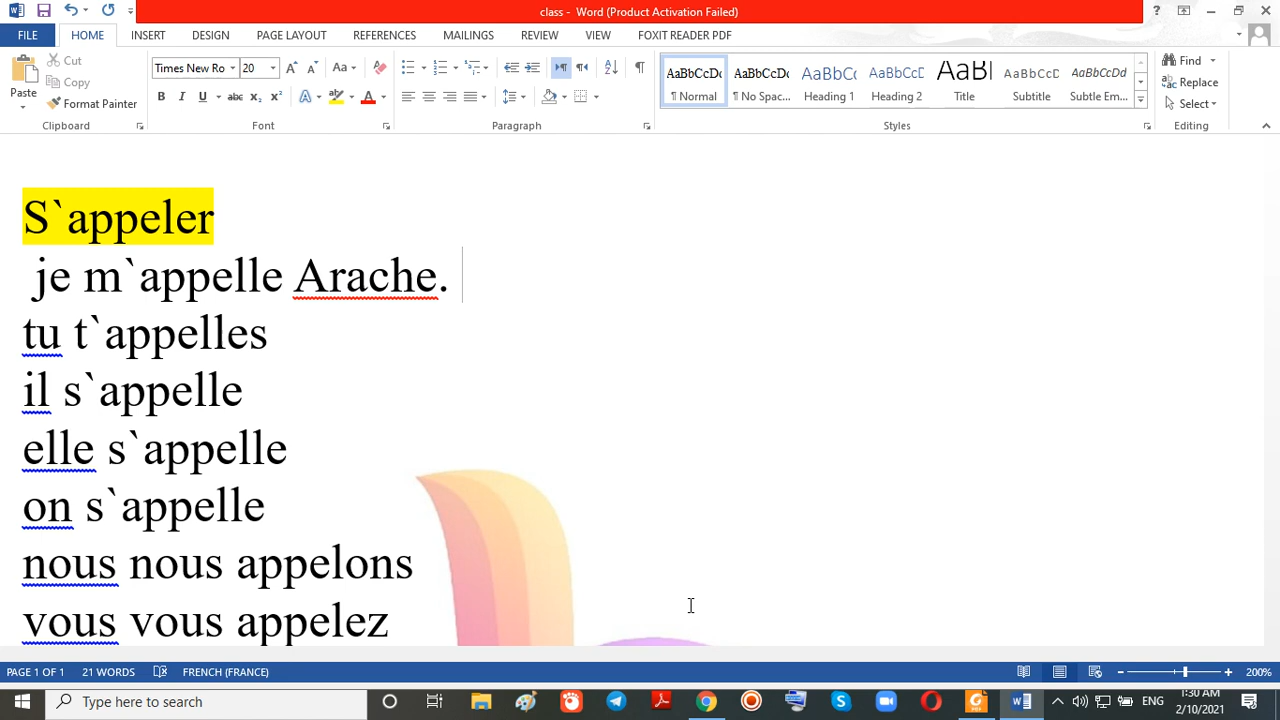 class - Word (Product Activation Failed)
FILE HOME INSERT DESIGN PAGE LAYOUT REFERENCES MAILINGS REVIEW VIEW FOXIT READER PDF
Paste
Cut
Copy
Format Painter
Clipboard
Times New Ro 20
Font
Paragraph
AaBbCcDc AaBbCcDc AaBbCc AaBbCcD AaBl AaBbCcD AaBbCcD
¶ Normal ¶ No Spac... Heading 1 Heading 2 Title Subtitle Subtle Em...
Styles
Find
Replace
Select
Editing
S`appeler
je m`appelle Arache.
tu t`appelles
il s`appelle
elle s`appelle
on s`appelle
nous nous appelons
vous vous appelez
PAGE 1 OF 1 21 WORDS FRENCH (FRANCE) 200%
Type here to search
ENG
1:30 AM
2/10/2021